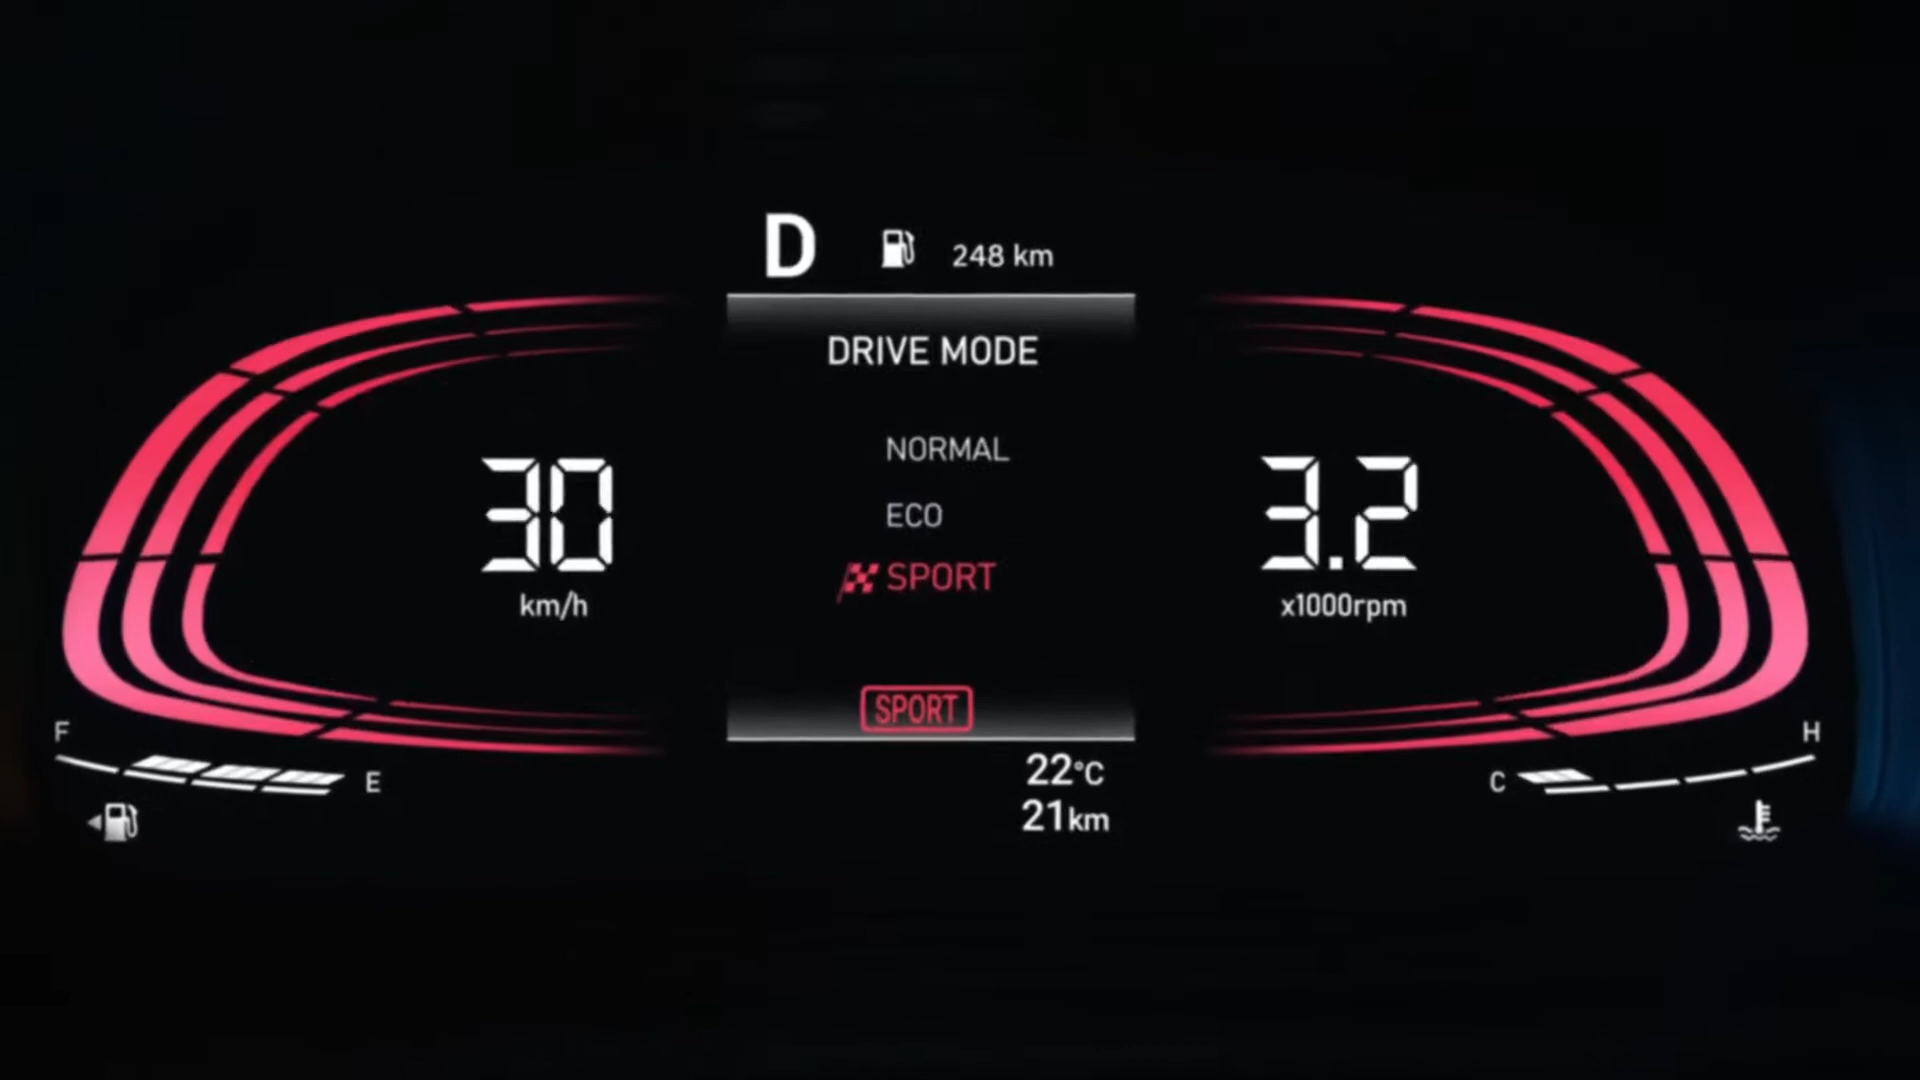 D 248 km
DRIVE MODE
NORMAL
ECO
SPORT
30
km/h
3.2
x1000rpm
SPORT
F
E
C
H
22°C
21km